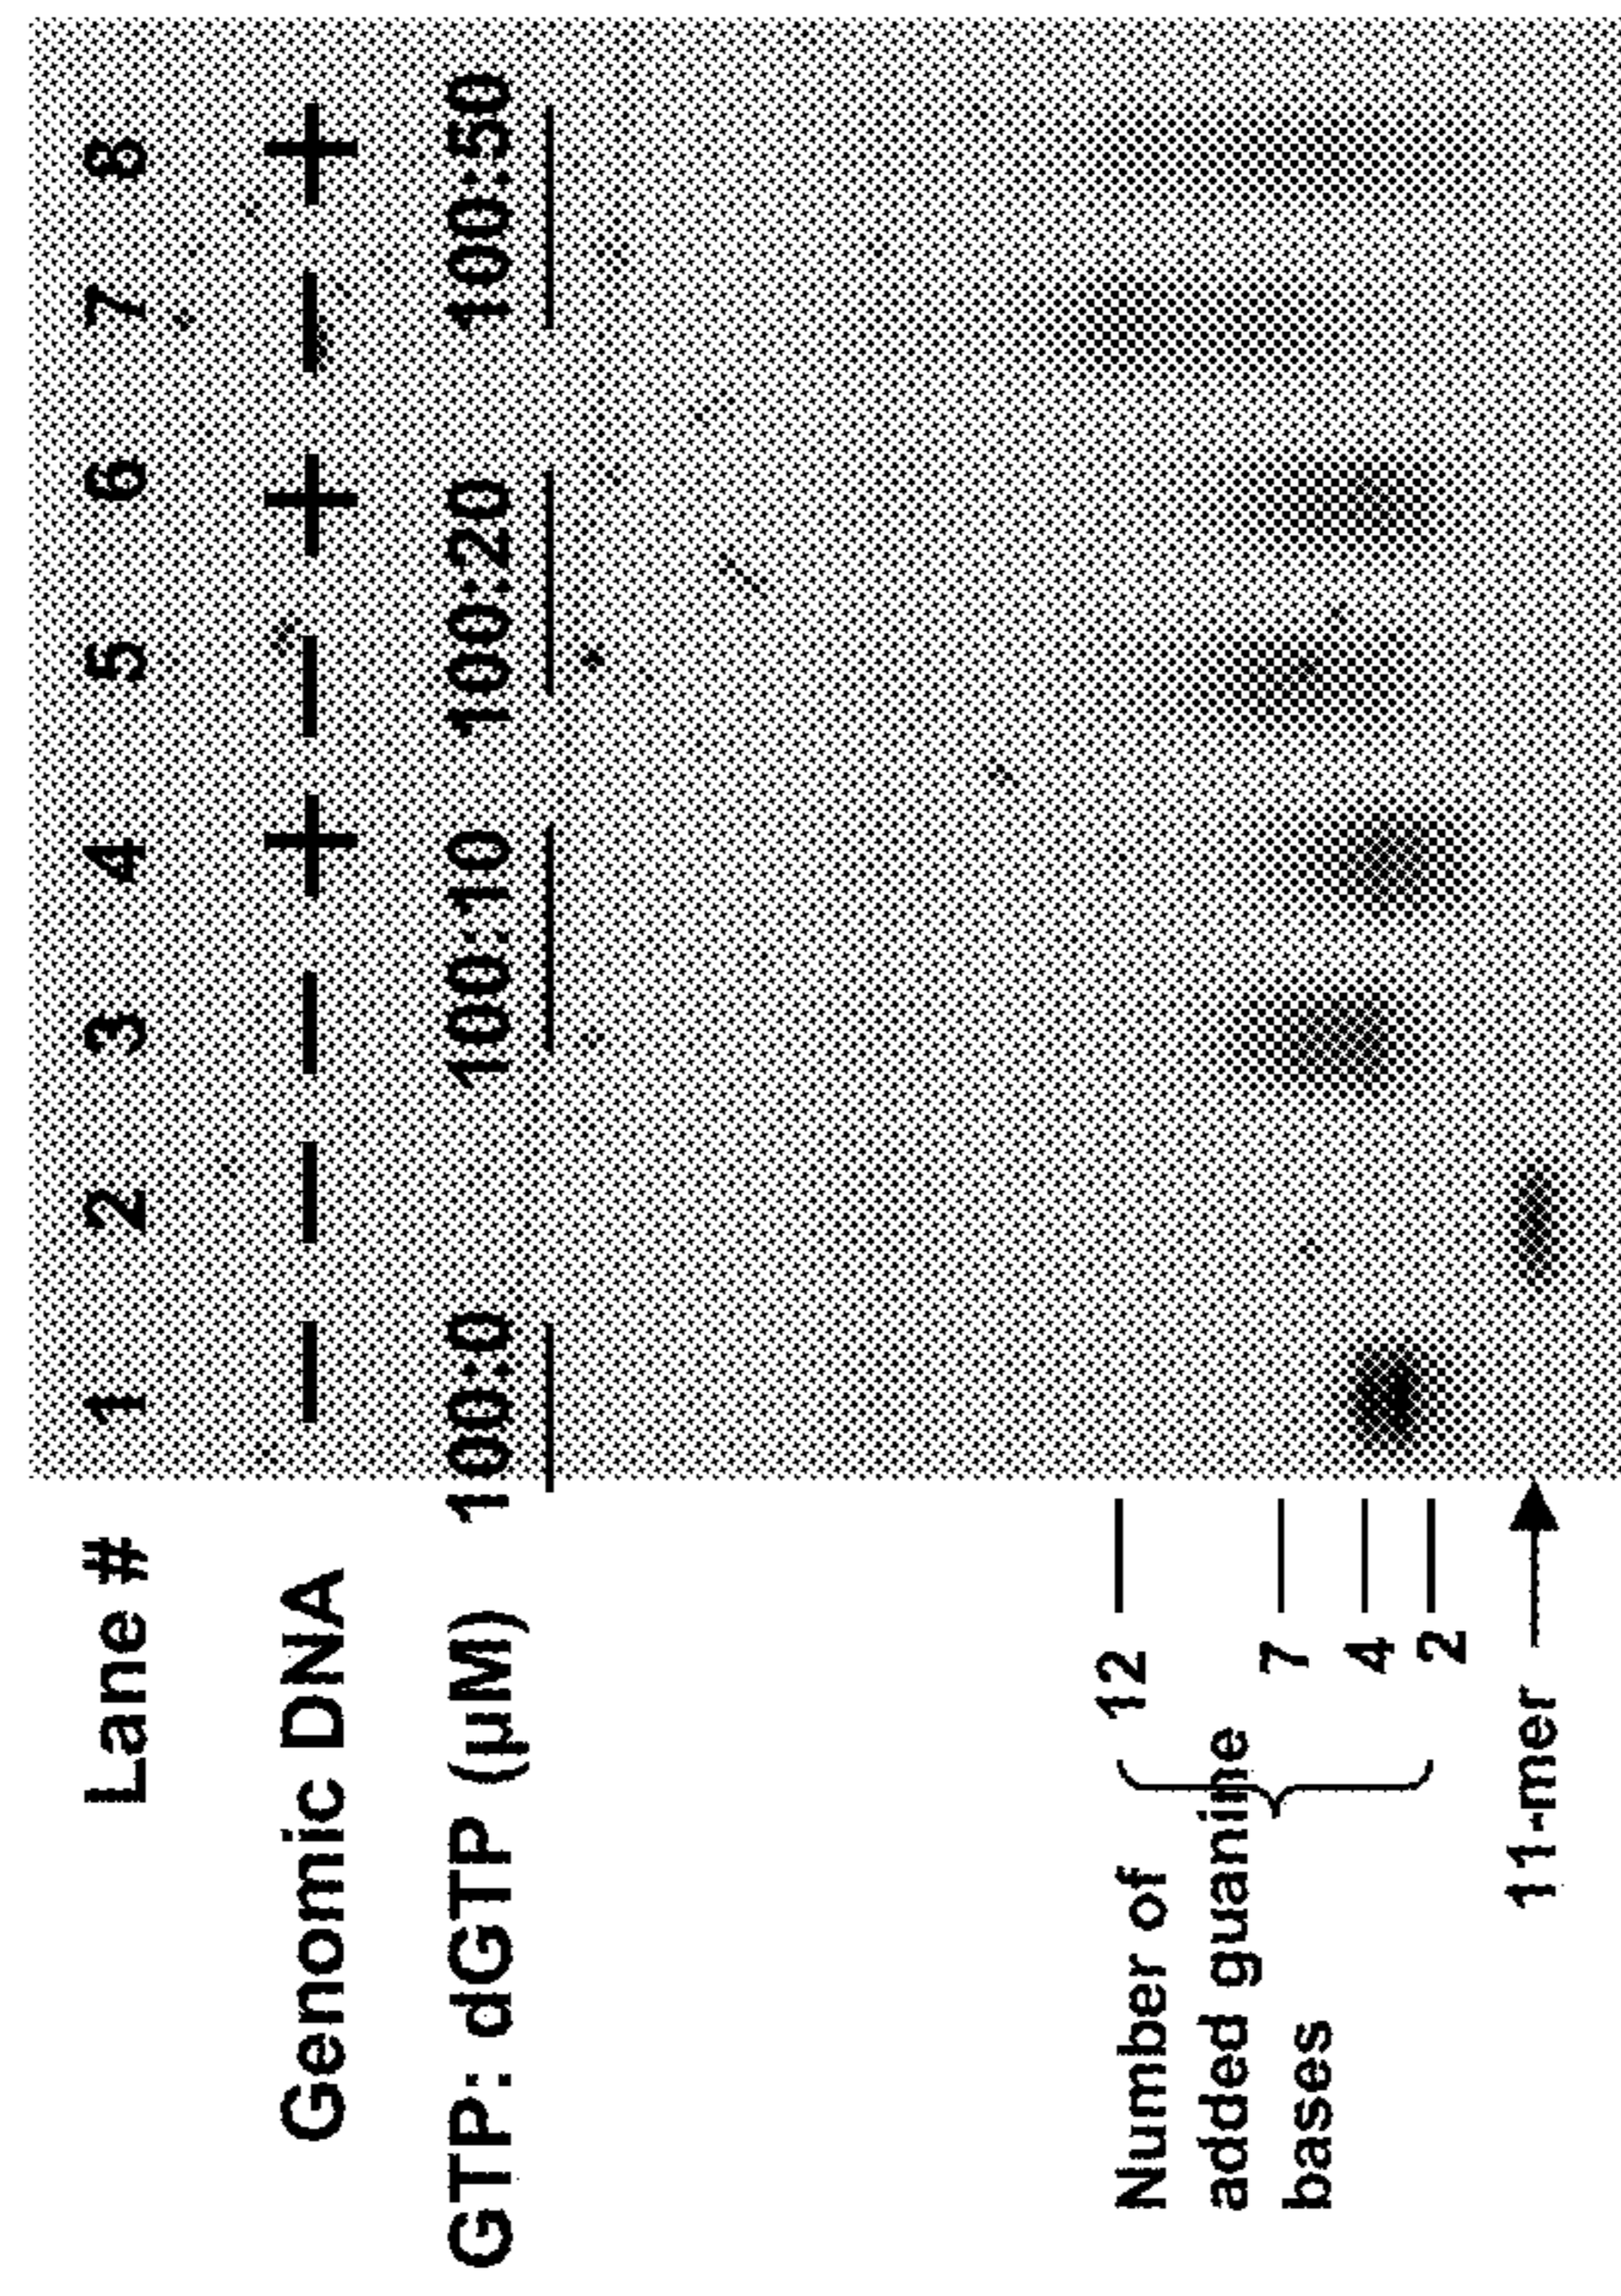 Lane # 1 2 3 4 5 6 7 8
Genomic DNA — — — + — + — +
GTP: dGTP (μM) 100:0 100:10 100:20 100:50
Number of
added guanine
bases
12
7
4
2
11-mer